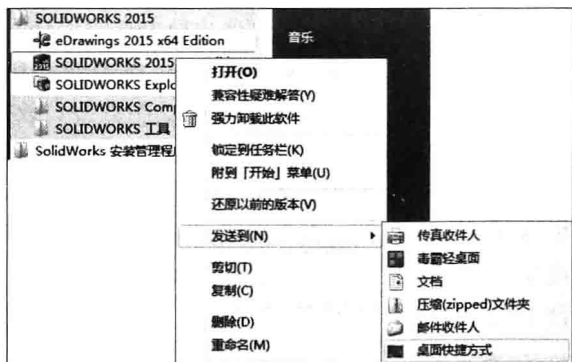 SOLIDWORKS 2015
eDrawings 2015 x64 Edition
音乐
SOLIDWORKS 2015
打开(O)
SOLIDWORKS Explo
兼容性疑难解答(Y)
SOLIDWORKS Com
强力卸载此软件
SOLIDWORKS 工具
SolidWorks 安装管理程
锁定到任务栏(K)
附到「开始」菜单(U)
还原以前的版本(V)
发送到(N)
传真收件人
毒霸轻桌面
剪切(T)
文档
复制(C)
压缩(zipped)文件夹
删除(D)
邮件收件人
重命名(M)
桌面快捷方式